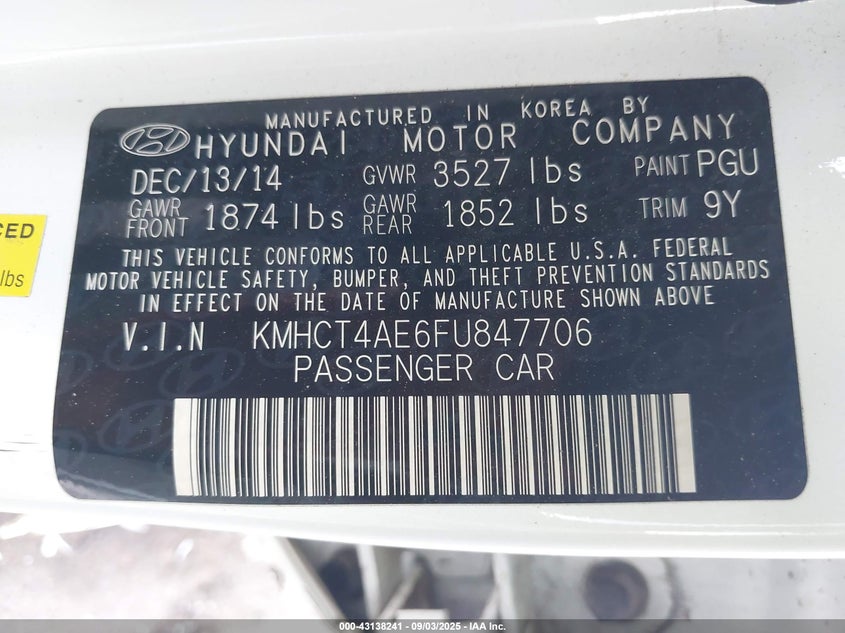 MANUFACTURED IN KOREA BY
HYUNDAI MOTOR COMPANY
DEC/13/14 GVWR 3527 lbs PAINT PGU
GAWR FRONT 1874 lbs GAWR REAR 1852 lbs TRIM 9Y
THIS VEHICLE CONFORMS TO ALL APPLICABLE U.S.A. FEDERAL
MOTOR VEHICLE SAFETY, BUMPER, AND THEFT PREVENTION STANDARDS
IN EFFECT ON THE DATE OF MANUFACTURE SHOWN ABOVE
V.I.N KMHCT4AE6FU847706
PASSENGER CAR
lbs
000-43138241 - 09/03/2025 - IAA Inc.